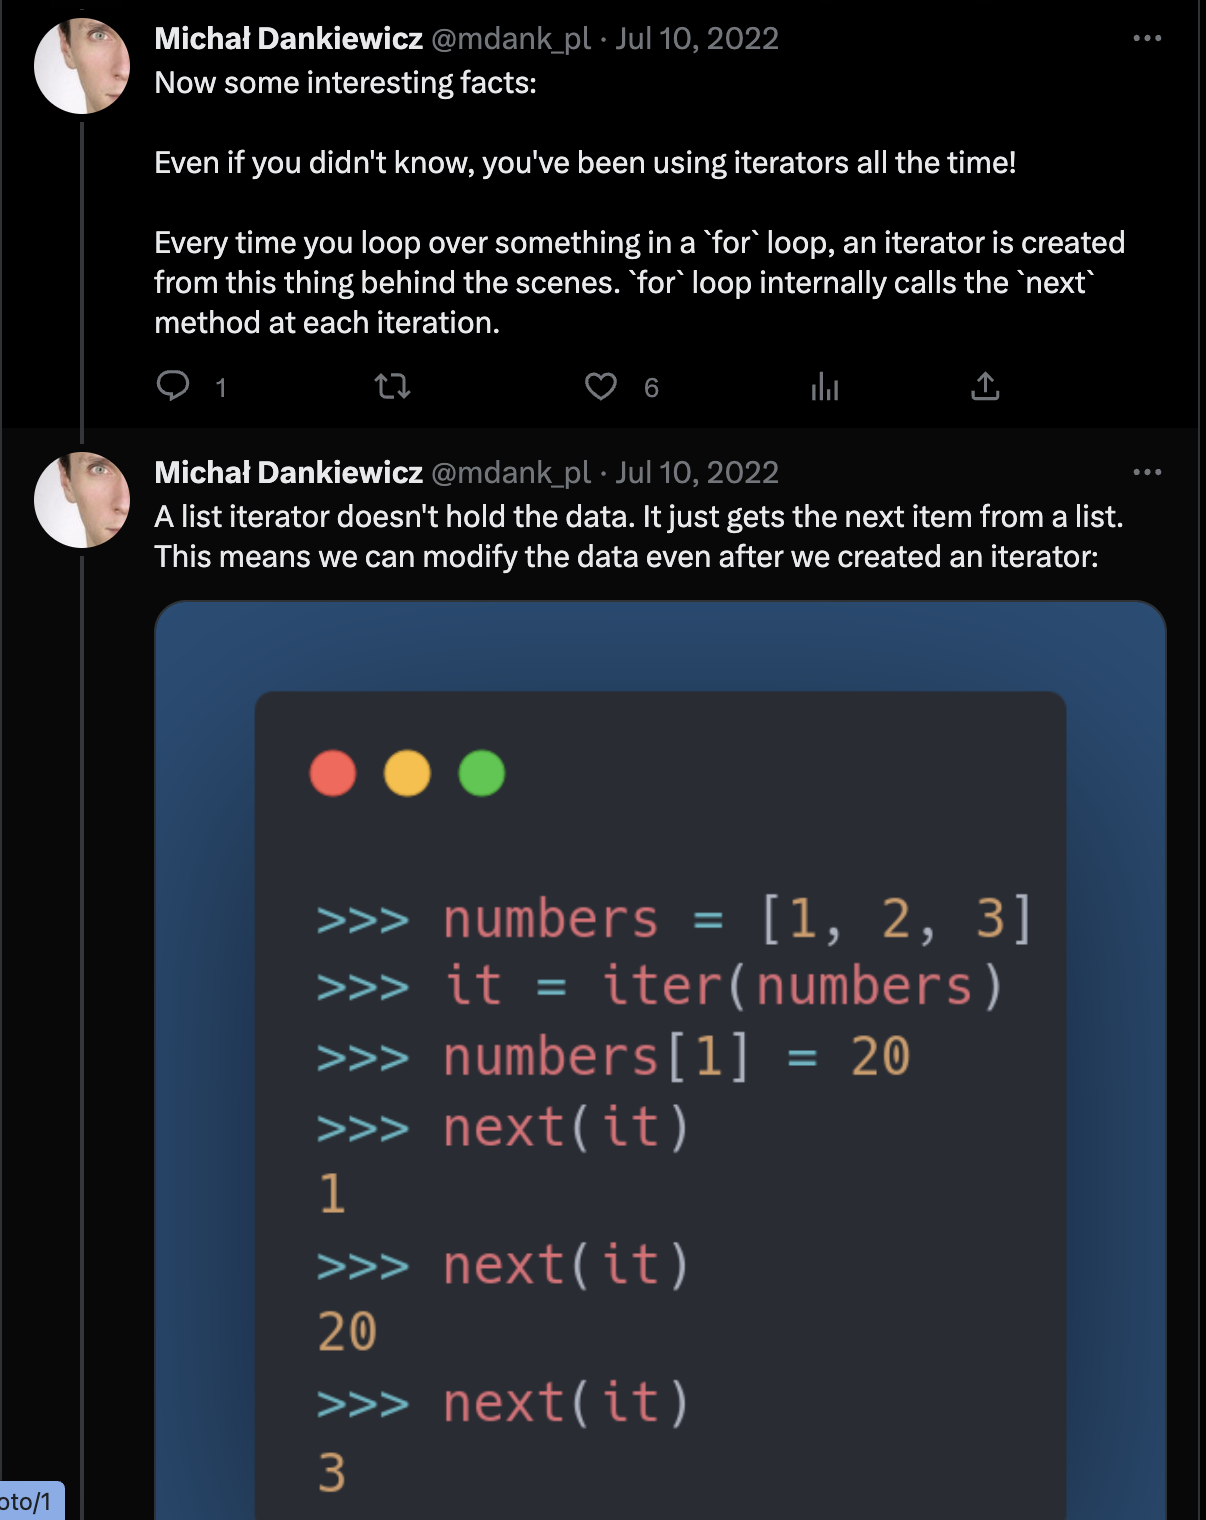 Michał Dankiewicz @mdank_pl · Jul 10, 2022
Now some interesting facts:
Even if you didn't know, you've been using iterators all the time!
Every time you loop over something in a `for` loop, an iterator is created
from this thing behind the scenes. `for` loop internally calls the `next`
method at each iteration.
1 6
Michał Dankiewicz @mdank_pl · Jul 10, 2022
A list iterator doesn't hold the data. It just gets the next item from a list.
This means we can modify the data even after we created an iterator:
>>> numbers = [1, 2, 3]
>>> it = iter(numbers)
>>> numbers[1] = 20
>>> next(it)
1
>>> next(it)
20
>>> next(it)
3
oto/1